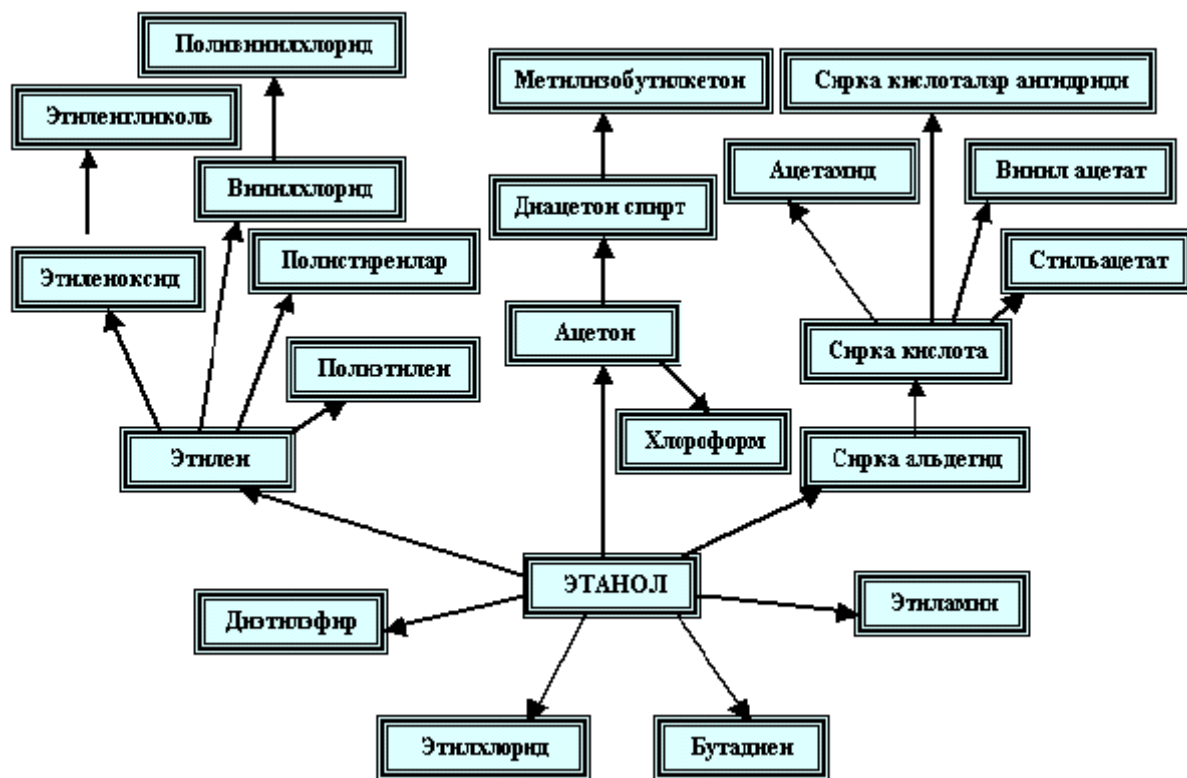 Поливинилхлорид
Метилизобутилкетон
Сирка кислоталар ангидриди
Этиленгликоль
Винилхлорид
Ацетамид
Винил ацетат
Диацетон спирт
Этиленоксид
Полистиренлар
Стильацетат
Ацетон
Сирка кислота
Полиэтилен
Хлороформ
Этилен
Сирка альдегид
ЭТАНОЛ
Диэтилэфир
Этиламин
Этилхлорид
Бутадиен